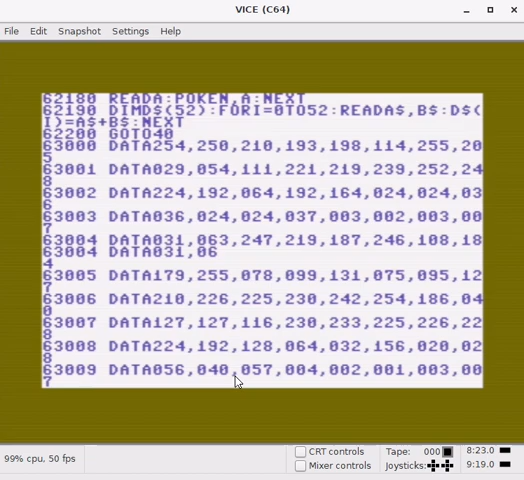 VICE (C64)
File Edit Snapshot Settings Help
62180 READA:POKEN,A:NEXT
62190 DIMD$(52):FORI=0TO52:READA$,B$:D$(
I)=A$+B$:NEXT
62200 GOTO40
63000 DATA254,250,210,193,198,114,255,20
5
63001 DATA029,054,111,221,219,239,252,24
8
63002 DATA224,192,064,192,164,024,024,03
6
63003 DATA036,024,024,037,003,002,003,00
7
63004 DATA031,063,247,219,187,246,108,18
63004 DATA031,06
4
63005 DATA179,255,078,099,131,075,095,12
7
63006 DATA210,226,225,230,242,254,186,04
0
63007 DATA127,127,116,230,233,225,226,22
8
63008 DATA224,192,128,064,032,156,020,02
8
63009 DATA056,040,057,004,002,001,003,00
7
99% cpu, 50 fps
CRT controls
Mixer controls
Tape: 000
Joysticks:
8:23.0
9:19.0